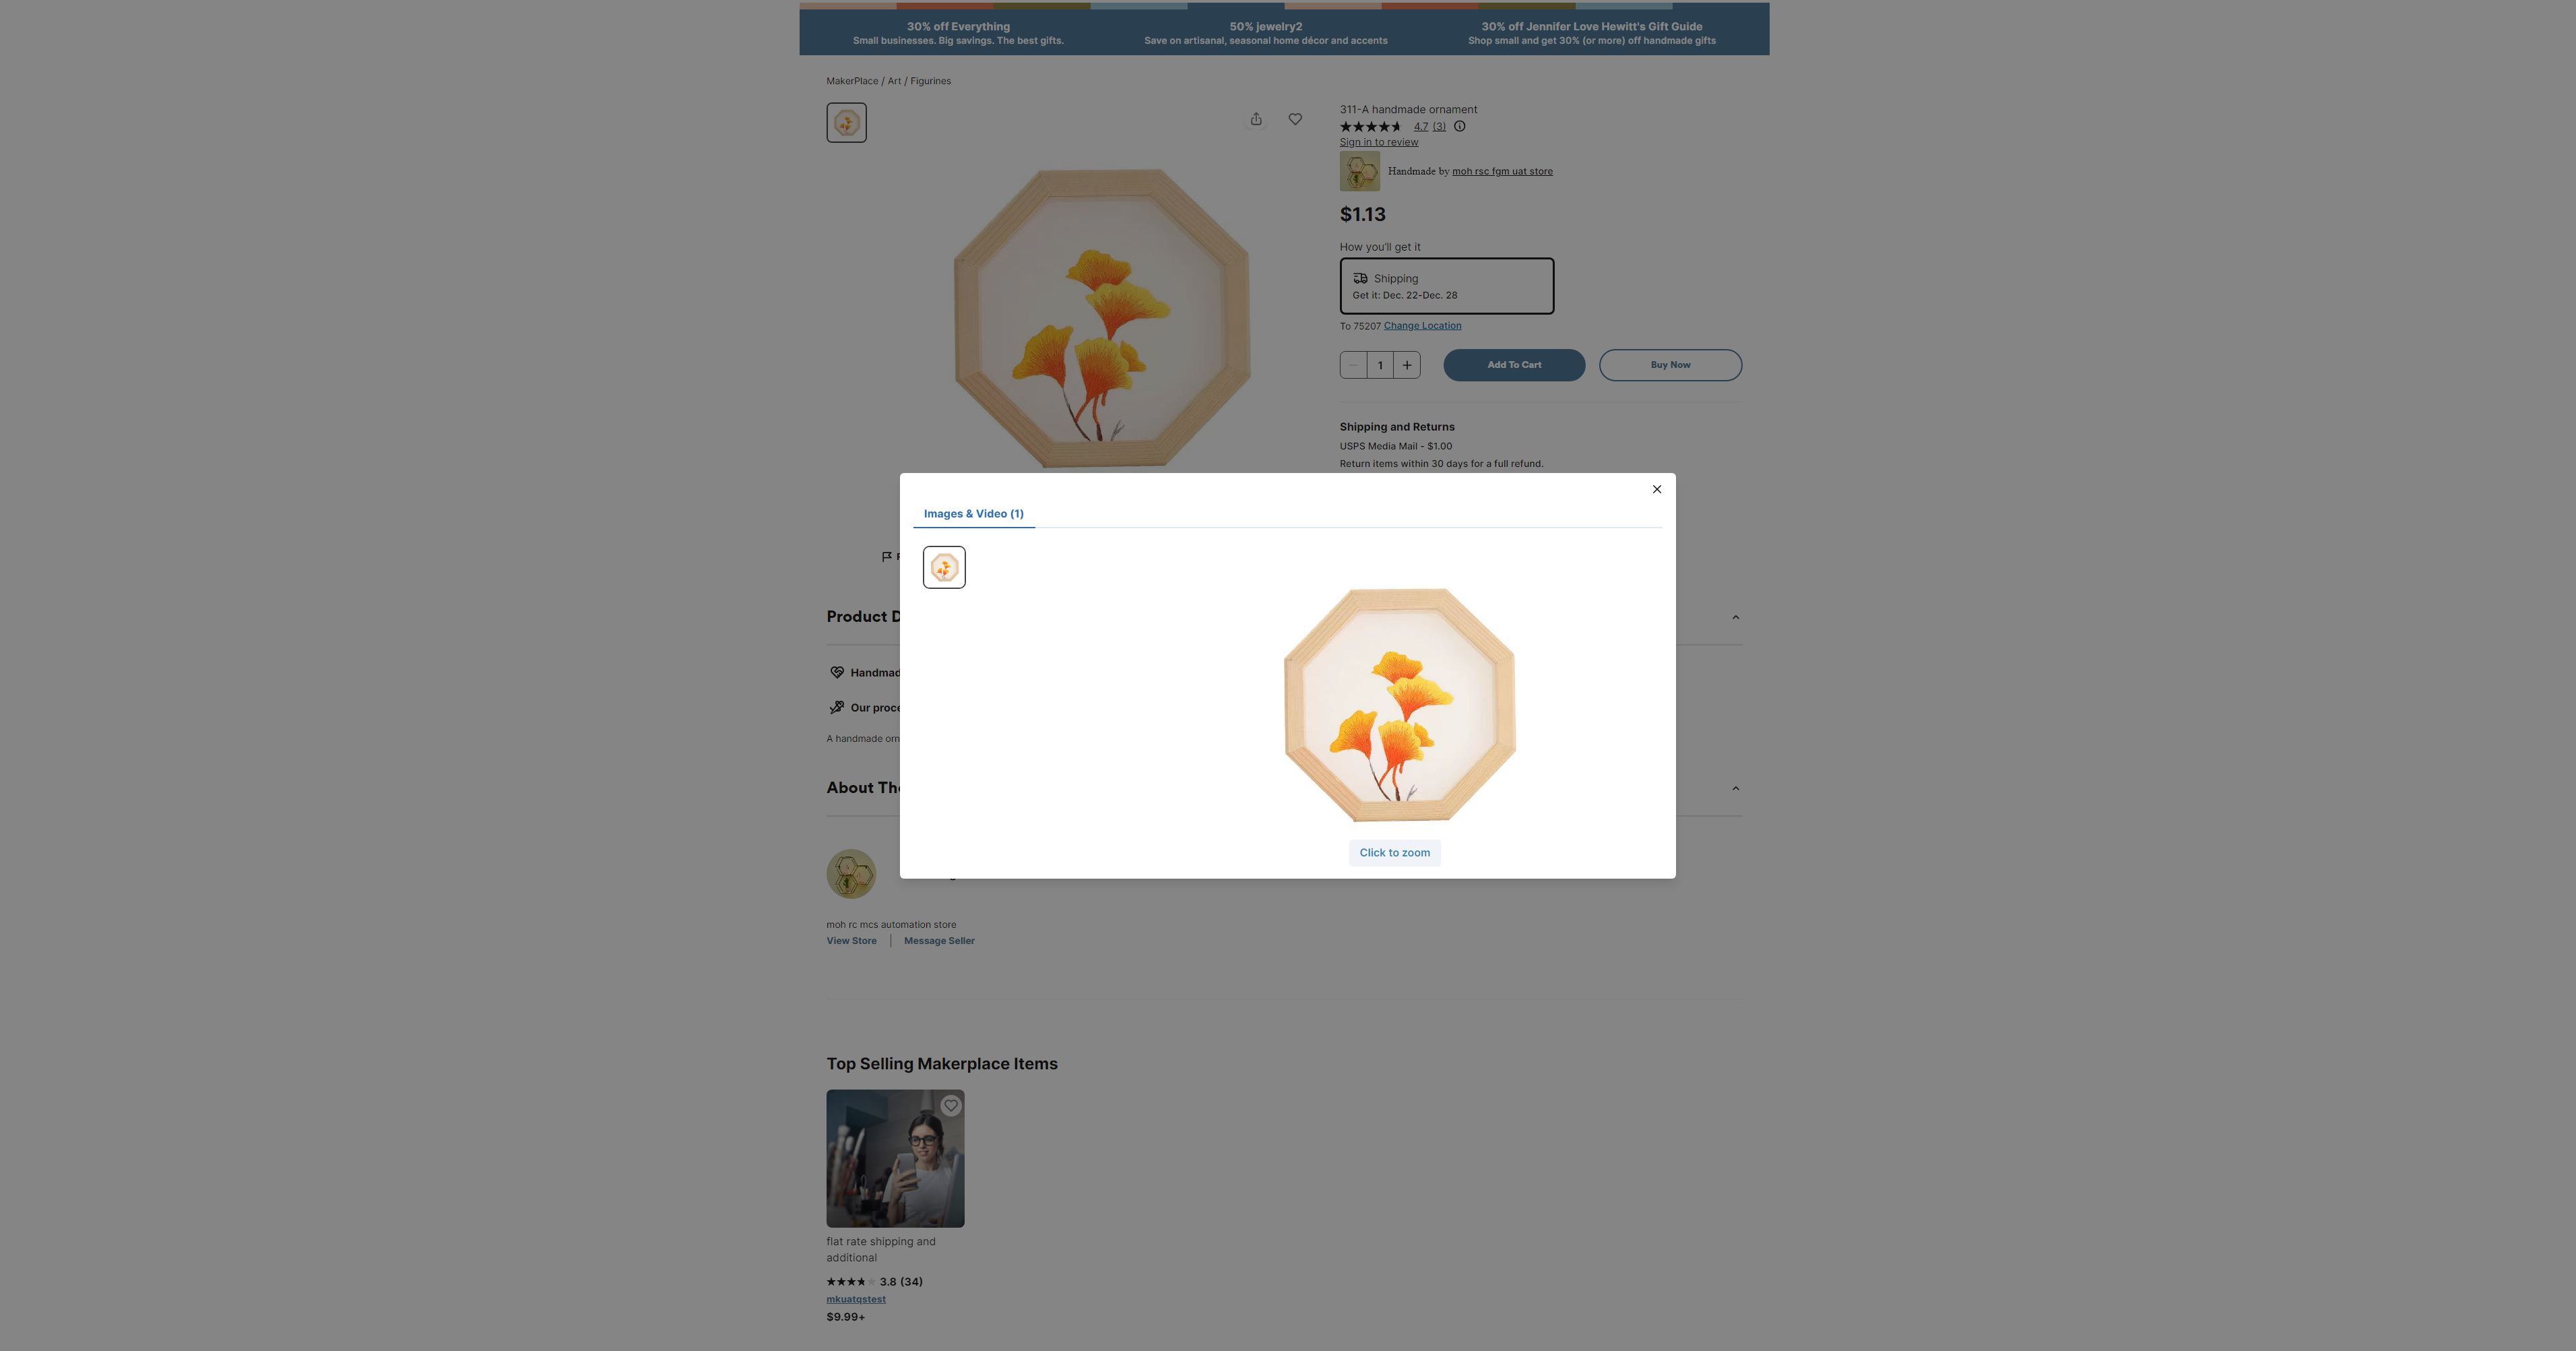 30% off Everything
Small businesses. Big savings. The best gifts.
50% jewelry2
Save on artisanal, seasonal home décor and accents
30% off Jennifer Love Hewitt's Gift Guide
Shop small and get 30% (or more) off handmade gifts
MakerPlace / Art / Figurines
311-A handmade ornament
4.7 (3)
Sign in to review
Handmade by moh rsc fgm uat store
$1.13
How you'll get it
Shipping
Get it: Dec. 22-Dec. 28
To 75207 Change Location
1
Add To Cart
Buy Now
Shipping and Returns
USPS Media Mail - $1.00
Return items within 30 days for a full refund.
Images & Video (1)
Click to zoom
Product D
Handmad
Our proce
A handmade orn
About Th
moh rc mcs automation store
View Store | Message Seller
Top Selling Makerplace Items
flat rate shipping and
additional
3.8 (34)
mkuatqstest
$9.99+